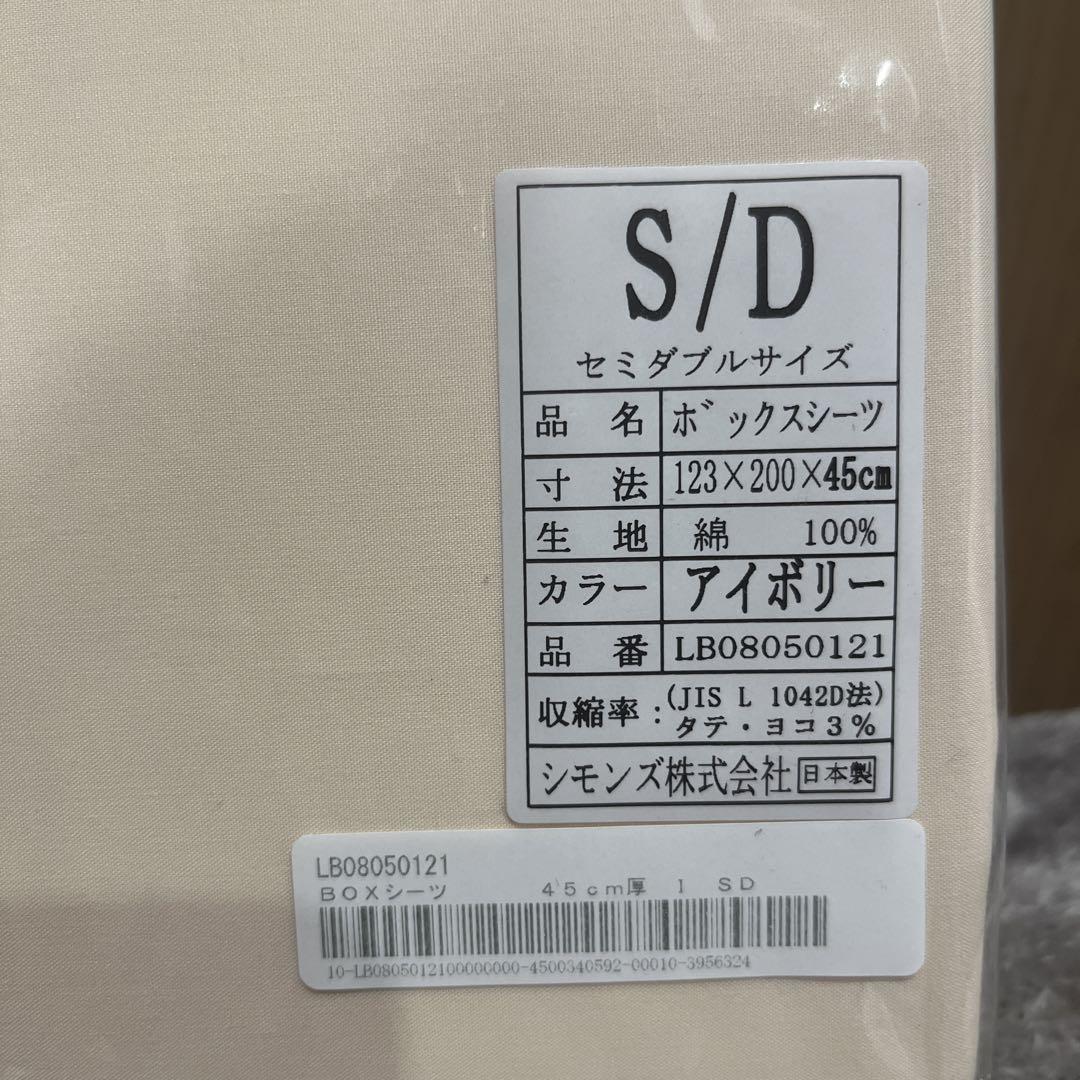 S/D
セミダブルサイズ
品 名 ボックスシーツ
寸 法 123×200×45cm
生 地 綿 100%
カラー アイボリー
品 番 LB08050121
収縮率:(JIS L 1042D法)
タテ・ヨコ3%
シモンズ株式会社 日本製
LB08050121
BOXシーツ 45cm厚 I SD
10-LB0805012100000000-4500340592-00010-3956324